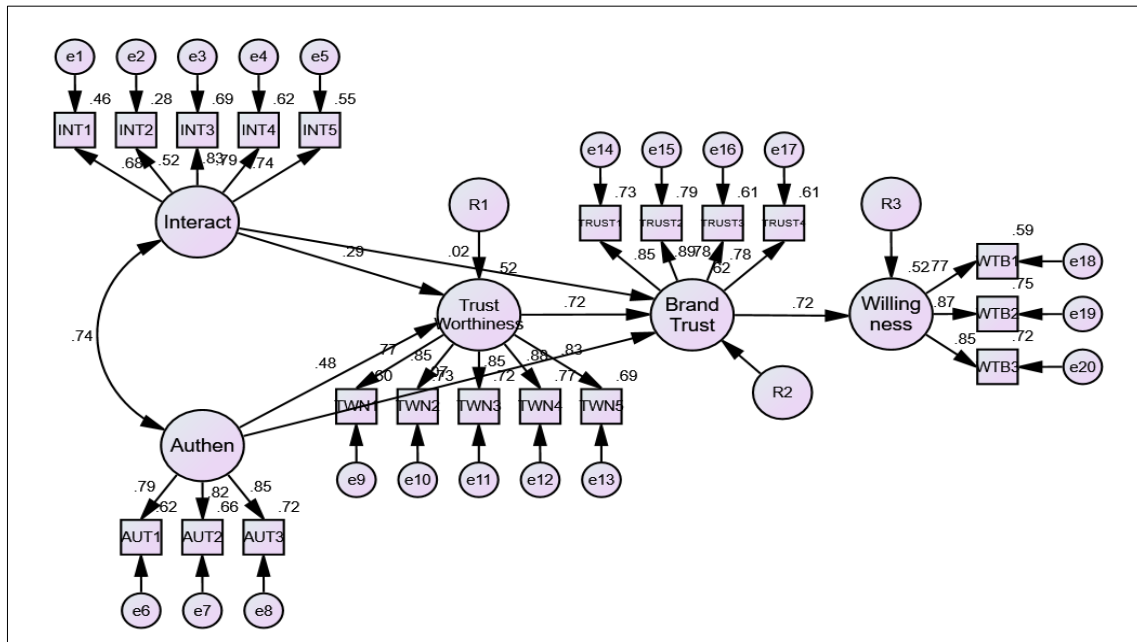 e1 e2 e3 e4 e5
.46 .28 .69 .62 .55
INT1 INT2 INT3 INT4 INT5
.68 .52 .83 .79 .74
Interact
e14 e15 e16 e17
.73 .79 .61 .61
TRUST1 TRUST2 TRUST3 TRUST4
.85 .89 .78 .78
R1
R3
.29 .02 .52 .62
.59
.52 .77 WTB1 e18
Trust
Worthiness
.72
Brand
Trust
.72
Willing
ness
.75
.87 WTB2 e19
.72
.85 WTB3 e20
.74
.48 .77 .85 .85 .88 .83
.07
.60 .73 .72 .77 .69
TWN1 TWN2 TWN3 TWN4 TWN5
R2
Authen
e9 e10 e11 e12 e13
.79 .82 .85
.62 .66 .72
AUT1 AUT2 AUT3
e6 e7 e8